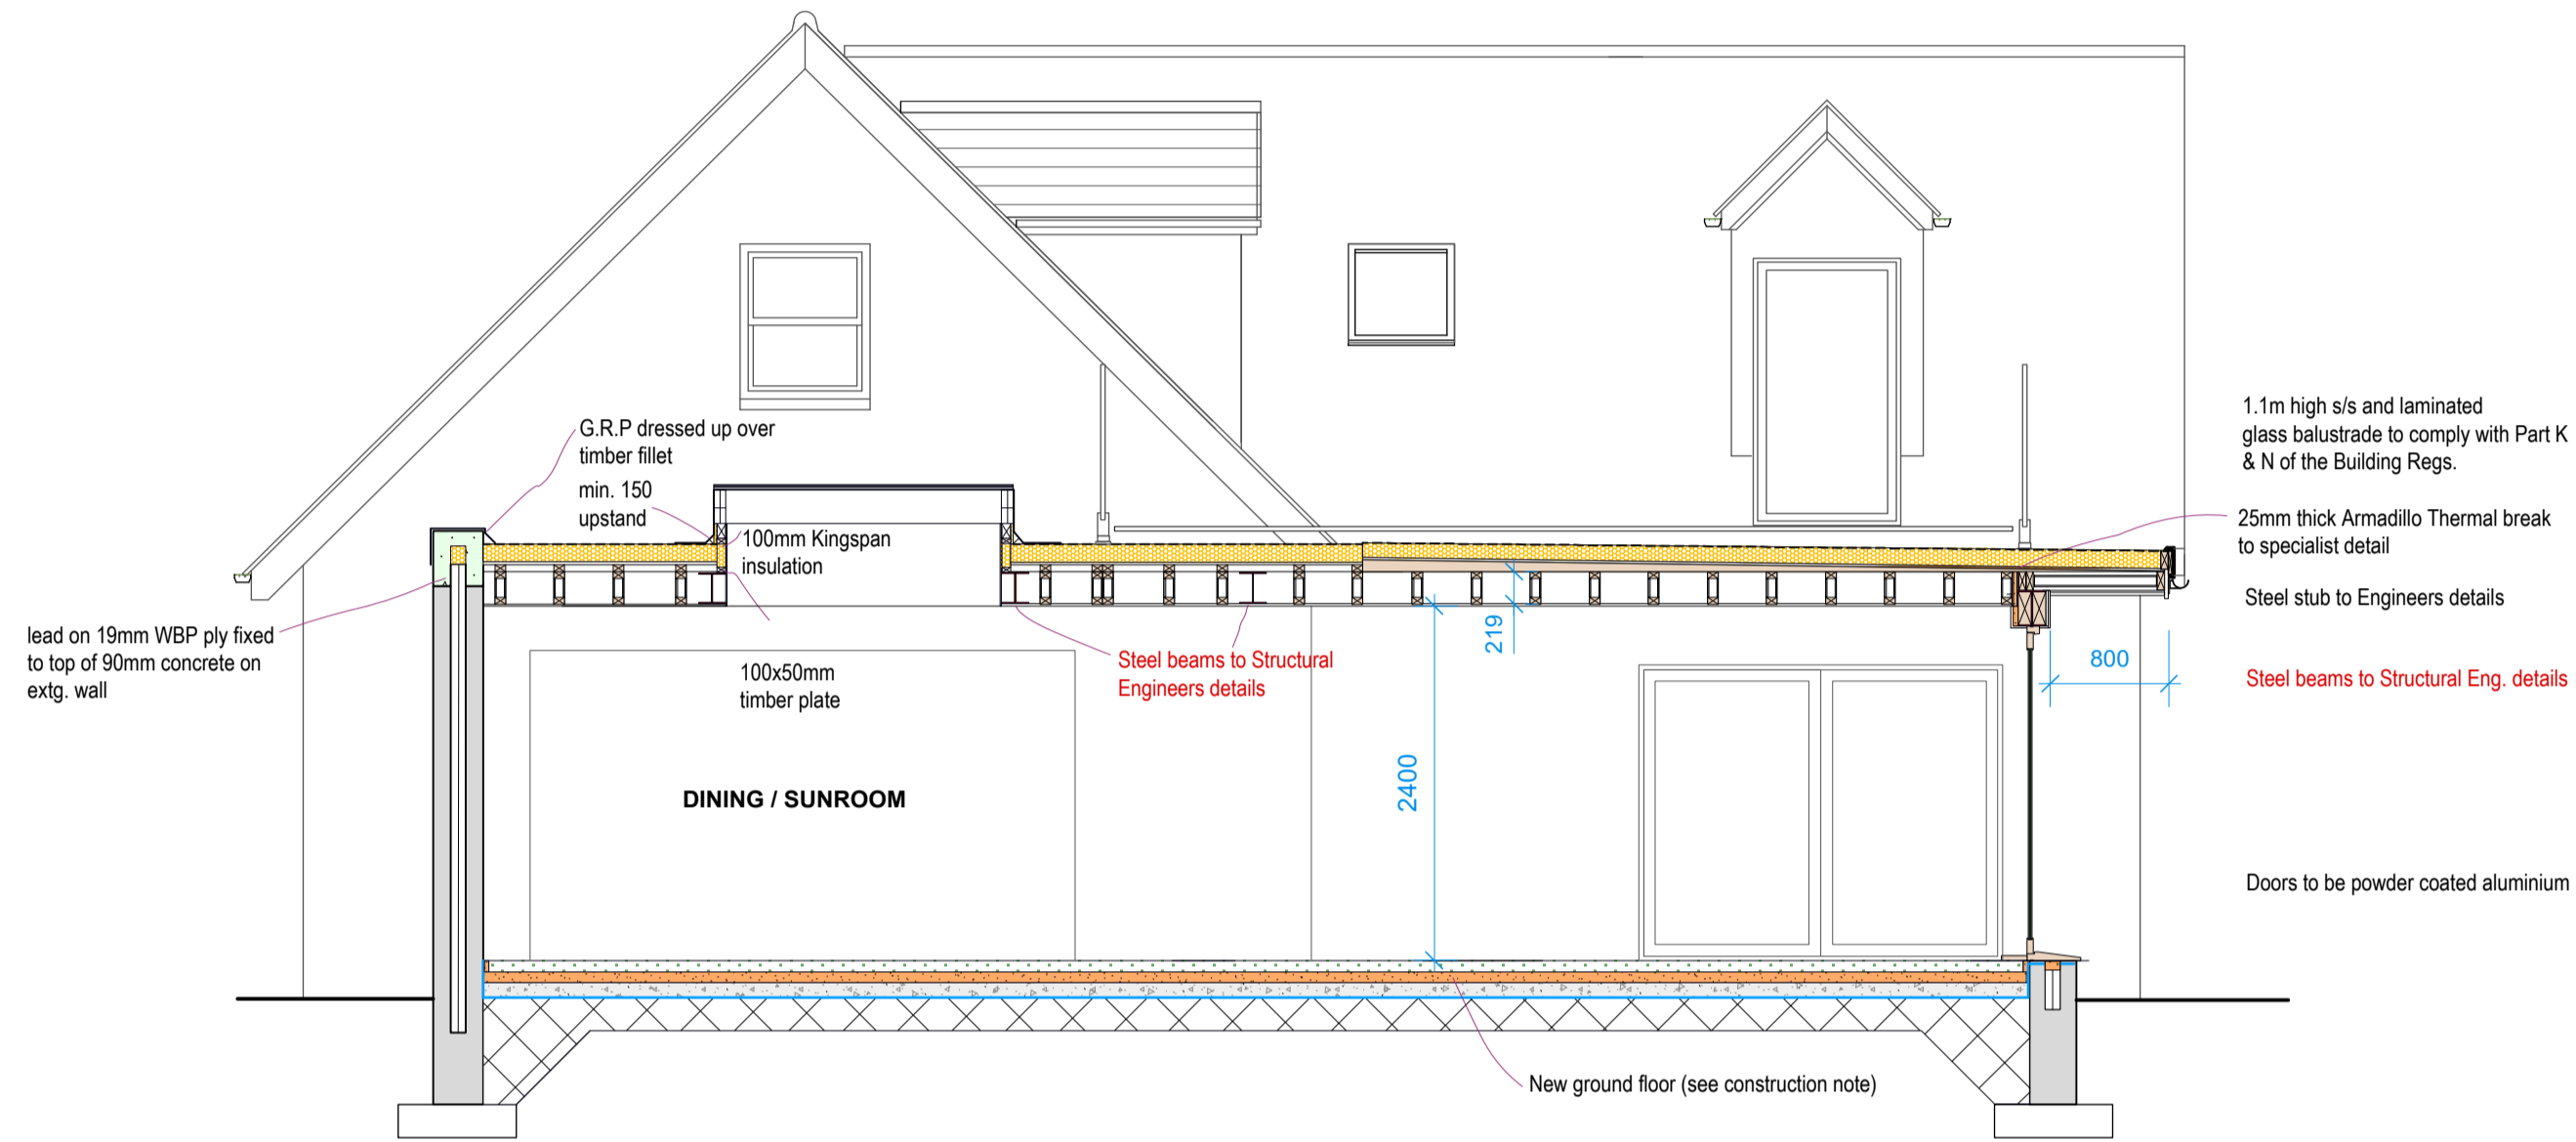 G.R.P dressed up over
timber fillet
min. 150
upstand
100mm Kingspan
insulation
lead on 19mm WBP ply fixed
to top of 90mm concrete on
extg. wall
100x50mm
timber plate
DINING / SUNROOM
Steel beams to Structural
Engineers details
219
2400
800
1.1m high s/s and laminated
glass balustrade to comply with Part K
& N of the Building Regs.
25mm thick Armadillo Thermal break
to specialist detail
Steel stub to Engineers details
Steel beams to Structural Eng. details
Doors to be powder coated aluminium
New ground floor (see construction note)